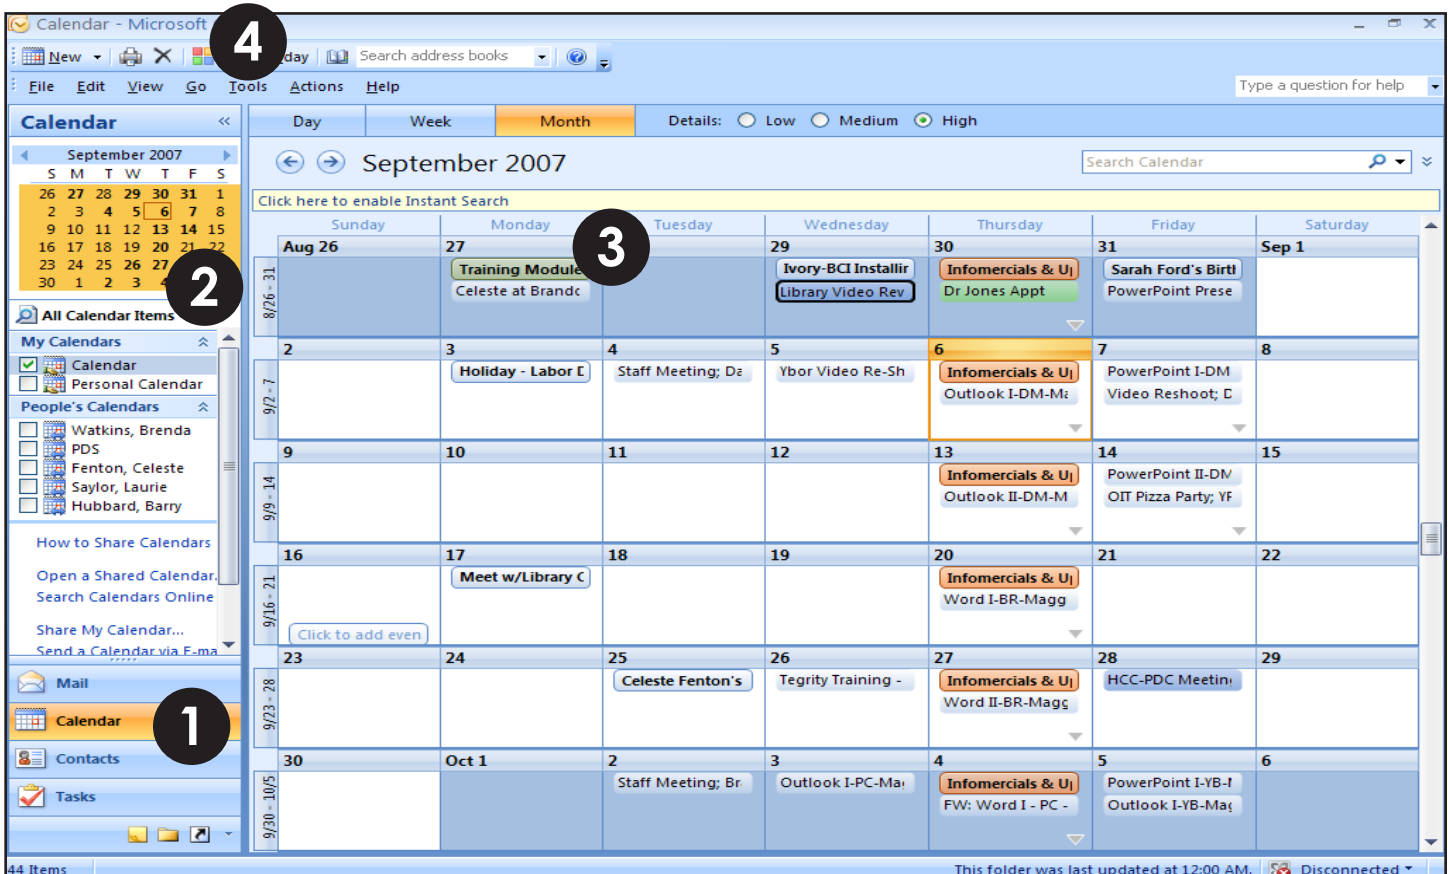 Calendar - Microsoft
4
New
day
Search address books
File Edit View Go Tools Actions Help
Type a question for help
Calendar «
Day Week Month Details: Low Medium High
September 2007
S M T W T F S
26 27 28 29 30 31 1
2 3 4 5 6 7 8
9 10 11 12 13 14 15
16 17 18 19 20 21 22
23 24 25 26 27
30 1 2 3 4
2
All Calendar Items
My Calendars
Calendar
Personal Calendar
People's Calendars
Watkins, Brenda
PDS
Fenton, Celeste
Saylor, Laurie
Hubbard, Barry
How to Share Calendars
Open a Shared Calendar.
Search Calendars Online
Share My Calendar...
Send a Calendar via E-ma
Mail
Calendar
1
Contacts
Tasks
September 2007
Search Calendar
Click here to enable Instant Search
Sunday Monday Tuesday Wednesday Thursday Friday Saturday
3
8/26 - 31
Aug 26 27 29 30 31 Sep 1
Training Module Ivory-BCI Installir Infomercials & U Sarah Ford's Birtl
Celeste at Brandc Library Video Rev Dr Jones Appt PowerPoint Prese
9/2 - 7
2 3 4 5 6 7 8
Holiday - Labor D Staff Meeting; Da Ybor Video Re-Sh Infomercials & U PowerPoint I-DM
Outlook I-DM-Ma Video Reshoot; D
9/9 - 14
9 10 11 12 13 14 15
Infomercials & U PowerPoint II-DM
Outlook II-DM-M OIT Pizza Party; YF
9/16 - 21
16 17 18 19 20 21 22
Meet w/Library C Infomercials & U
Word I-BR-Magg
Click to add even
9/23 - 28
23 24 25 26 27 28 29
Celeste Fenton's Tegrity Training - Infomercials & U HCC-PDC Meetin
Word II-BR-Magg
9/30 - 10/5
30 Oct 1 2 3 4 5 6
Staff Meeting; Br Outlook I-PC-Ma Infomercials & U PowerPoint I-YB-
FW: Word I - PC - Outlook I-YB-Mag
44 Items
This folder was last updated at 12:00 AM. Disconnected